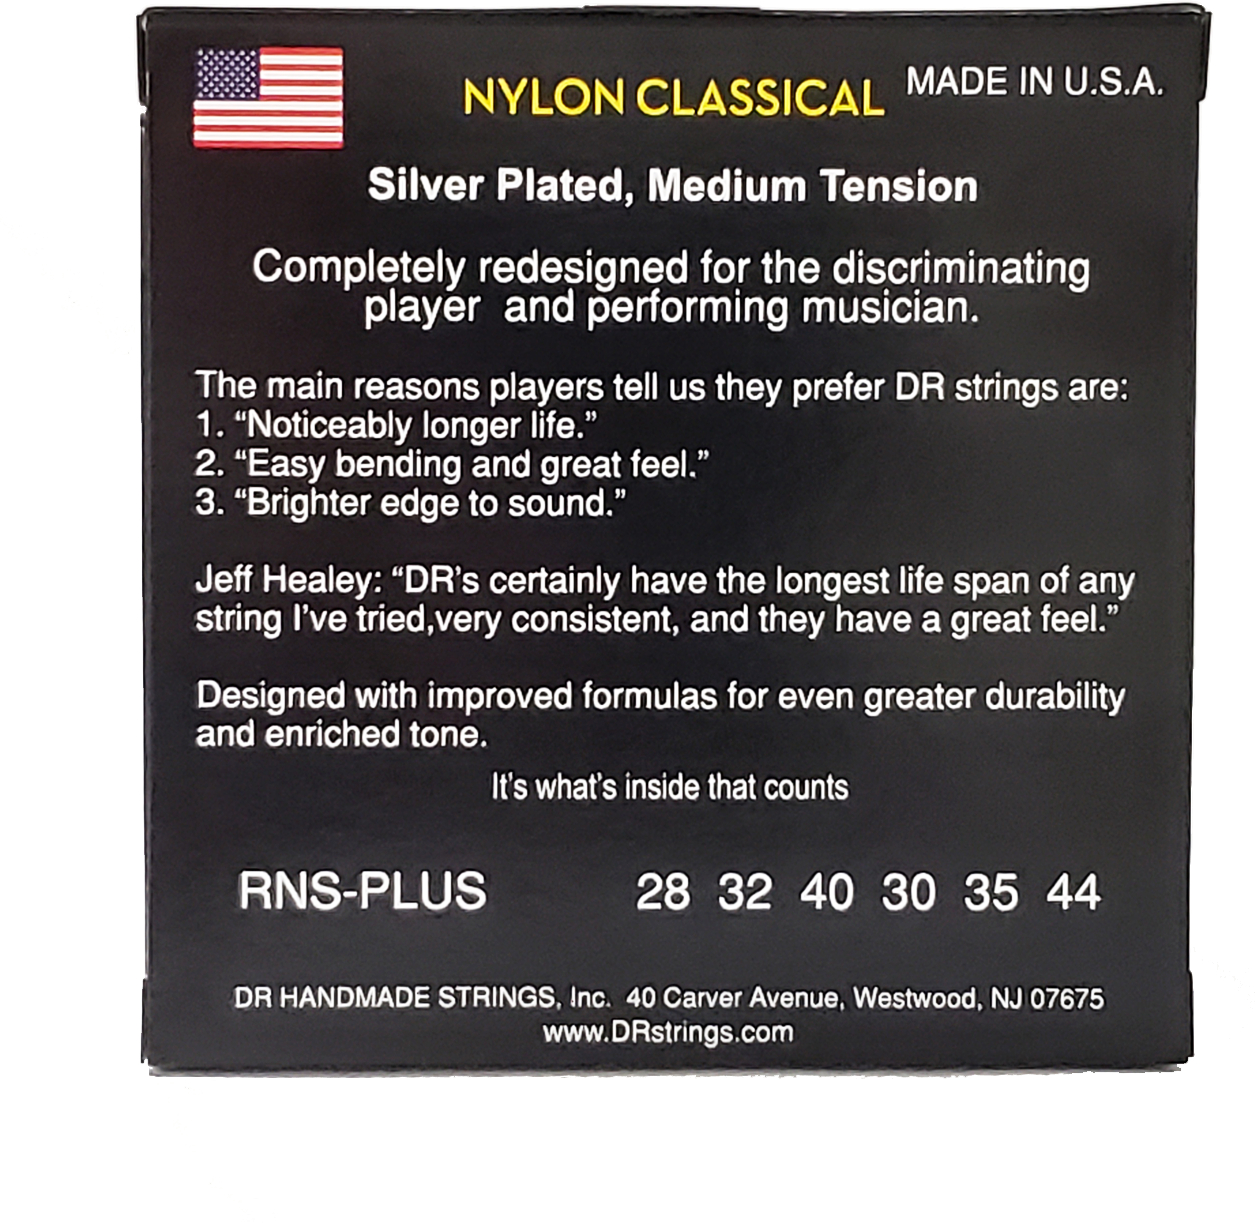 NYLON CLASSICAL MADE IN U.S.A.
Silver Plated, Medium Tension
Completely redesigned for the discriminating
player and performing musician.
The main reasons players tell us they prefer DR strings are:
1. “Noticeably longer life.”
2. “Easy bending and great feel.”
3. “Brighter edge to sound.”
Jeff Healey: “DR's certainly have the longest life span of any
string I've tried,very consistent, and they have a great feel.”
Designed with improved formulas for even greater durability
and enriched tone.
It's what's inside that counts
RNS-PLUS 28 32 40 30 35 44
DR HANDMADE STRINGS, Inc. 40 Carver Avenue, Westwood, NJ 07675
www.DRstrings.com